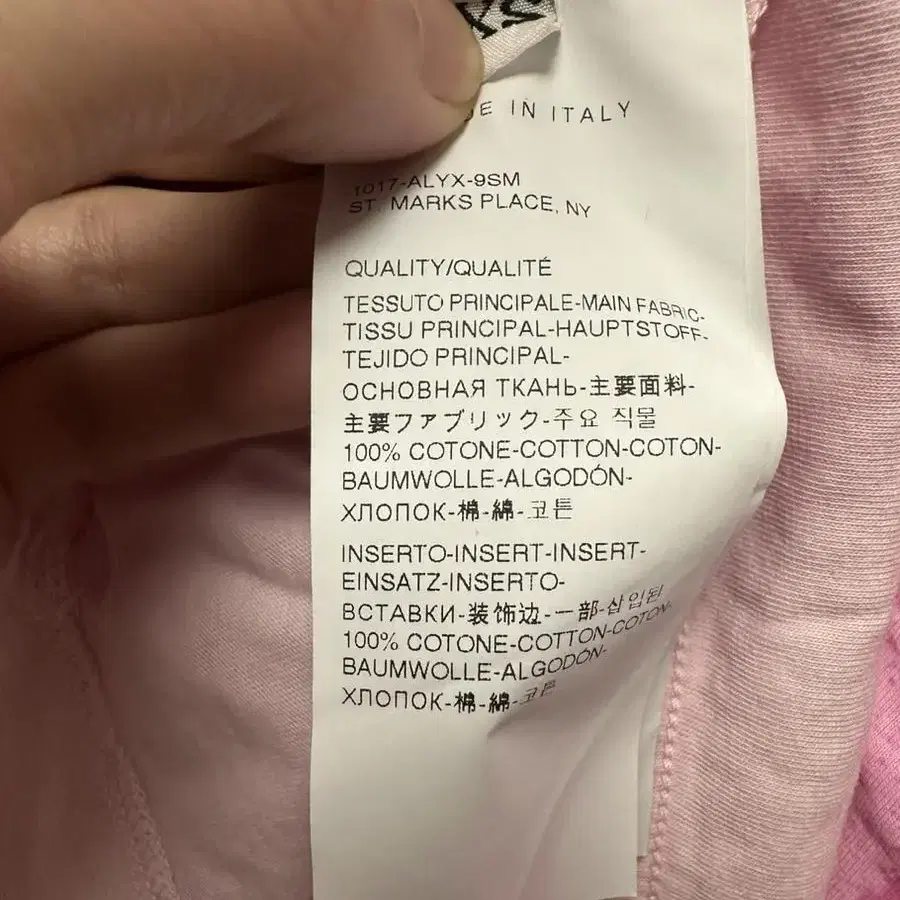 DE IN ITALY
1017-ALYX-9SM
ST. MARKS PLACE, NY
QUALITY/QUALITÉ
TESSUTO PRINCIPALE-MAIN FABRIC-
TISSU PRINCIPAL-HAUPTSTOFF-
TEJIDO PRINCIPAL-
ОСНОВНАЯ ТКАНЬ-主要面料-
主要ファブリック-주요 직물
100% COTONE-COTTON-COTON-
BAUMWOLLE-ALGODÓN-
ХЛОПОК-棉-綿-코튼
INSERTO-INSERT-INSERT-
EINSATZ-INSERTO-
ВСТАВКИ-装饰边-一部-삽입된
100% COTONE-COTTON-COTON-
BAUMWOLLE-ALGODÓN-
ХЛОПОК-棉-綿-코튼